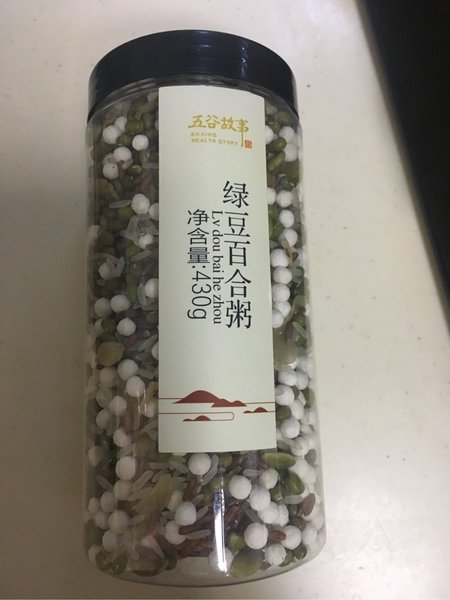 五谷故事
GRAINS
HEALTH STORY
绿豆百合粥
Lv dou bai he zhou
净含量:430g